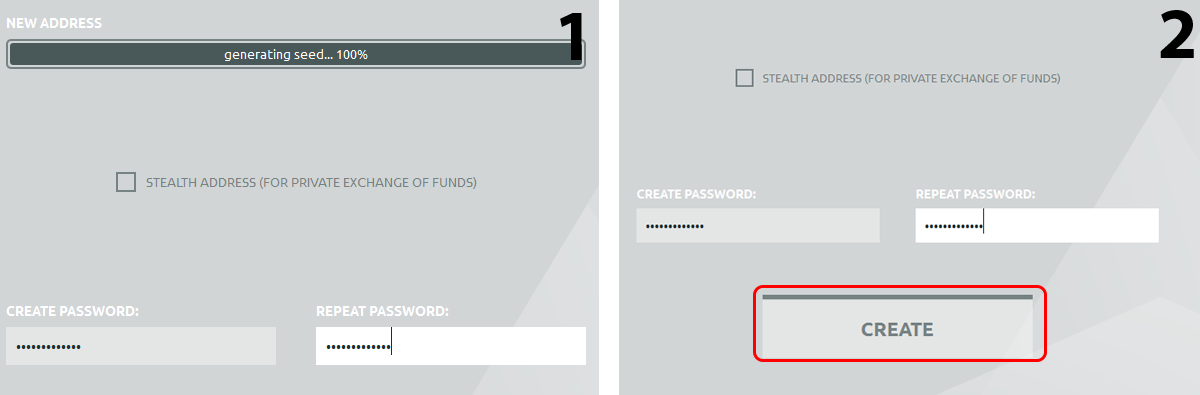 NEW ADDRESS
1
generating seed... 100%
STEALTH ADDRESS (FOR PRIVATE EXCHANGE OF FUNDS)
CREATE PASSWORD: REPEAT PASSWORD:
••••••••••••• •••••••••••••
2
STEALTH ADDRESS (FOR PRIVATE EXCHANGE OF FUNDS)
CREATE PASSWORD: REPEAT PASSWORD:
••••••••••••• •••••••••••••
CREATE